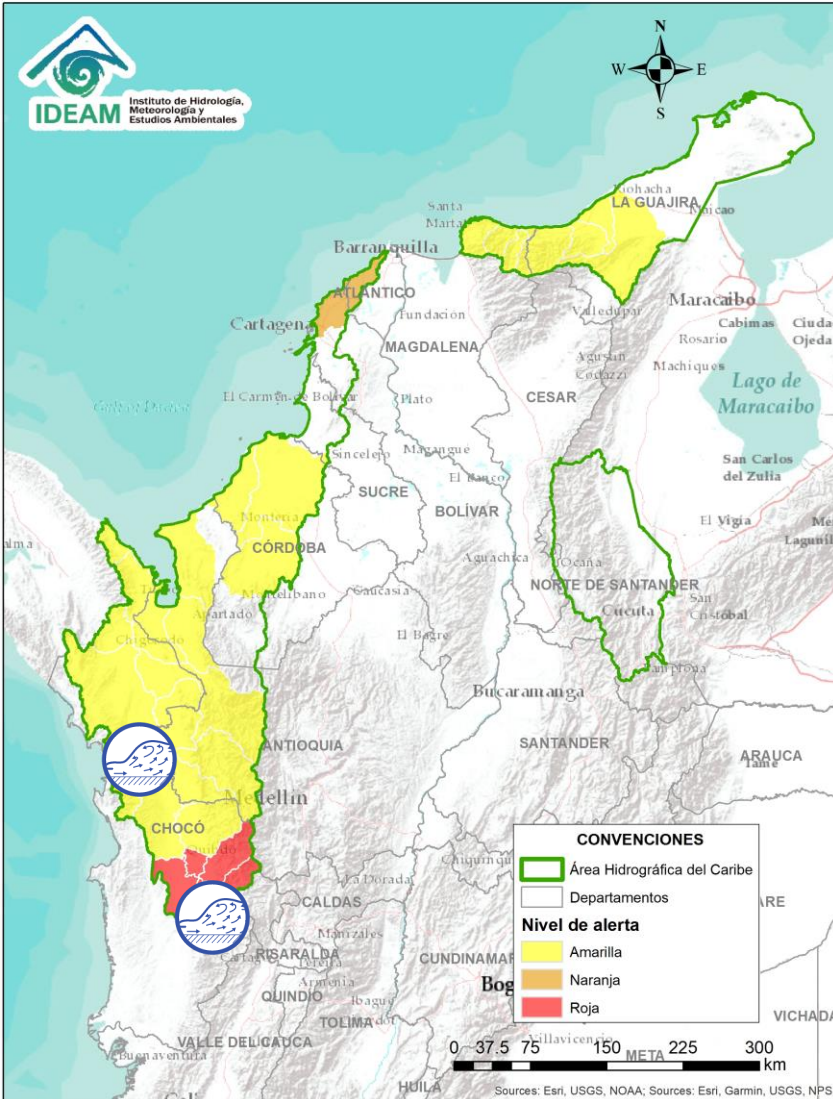 IDEAM
Instituto de Hidrología,
Meteorología y
Estudios Ambientales
N
W
E
S
Riohacha
LA GUAJIRA
Maicao
Santa
Marta
Barranquilla
ATLÁNTICO
Maracaibo
Cartagena
Fundación
Valledupar
Cabimas
Ciudad
Ojeda
Rosario
MAGDALENA
Agustín
Codazzi
Machiques
CESAR
Lago de
Maracaibo
El Carmen de Bolívar
Plato
Sincelejo
Magangué
San Carlos
del Zulia
El Banco
SUCRE
BOLÍVAR
Montería
El Vigía
CÓRDOBA
Aguachica
Ocaña
NORTE DE SANTANDER
Montelíbano
Caucasia
Cúcuta
San
Cristóbal
Apartadó
Chigorodó
El Bagre
Pamplona
Bucaramanga
ANTIOQUIA
SANTANDER
ARAUCA
Tame
Medellín
CHOCÓ
Quibdó
CONVENCIONES
Área Hidrográfica del Caribe
Departamentos
Nivel de alerta
Amarilla
Naranja
Roja
La Dorada
CALDAS
Manizales
RISARALDA
Pereira
Armenia
QUINDIO
Ibagué
TOLIMA
VALLE DEL CAUCA
Buenaventura
VICHADA
Villavicencio
META
HUILA
0 37.5 75 150 225 300
km
Sources: Esri, USGS, NOAA; Sources: Esri, Garmin, USGS, NPS